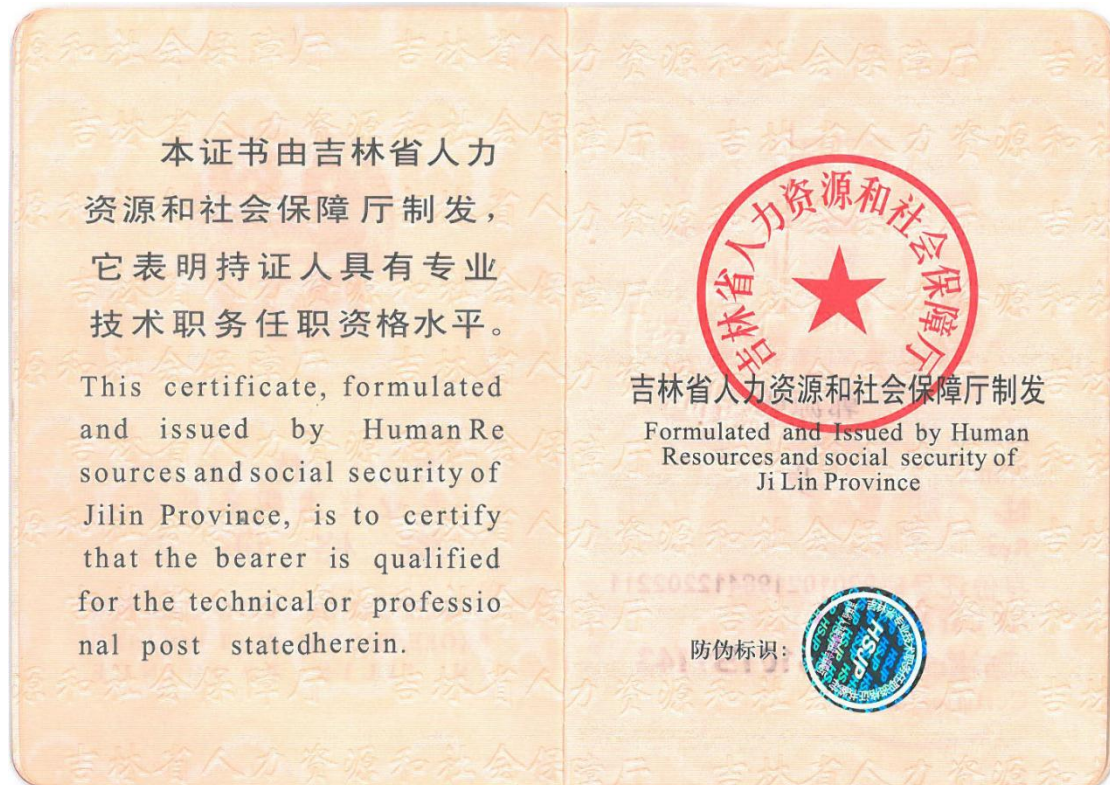 本证书由吉林省人力
资源和社会保障厅制发，
它表明持证人具有专业
技术职务任职资格水平。
This certificate, formulated
and issued by Human Re
sources and social security of
Jilin Province, is to certify
that the bearer is qualified
for the technical or professio
nal post statedherein.
吉林省人力资源和社会保障厅
吉林省人力资源和社会保障厅制发
Formulated and Issued by Human
Resources and social security of
Ji Lin Province
防伪标识：
HSJP